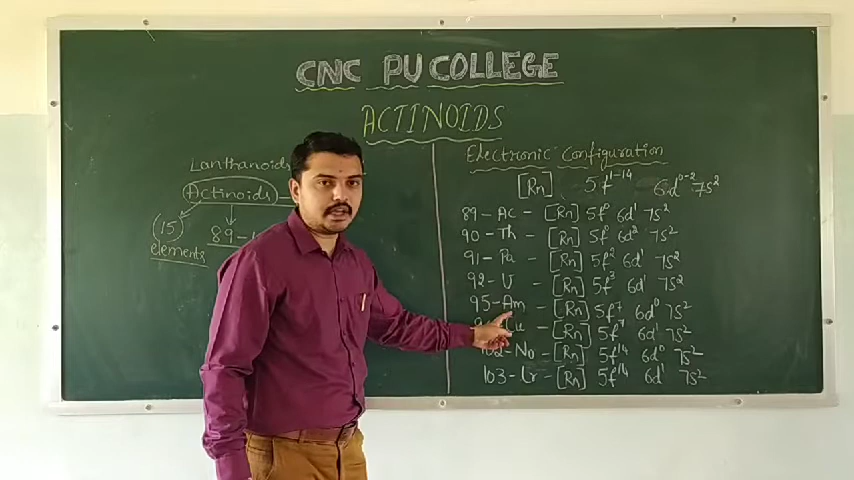 CNC PU COLLEGE
ACTINOIDS
Lanthanoids
Actinoids
15
elements
89-
Electronic Configuration
[Rn] 5f¹⁻¹⁴ 6d⁰⁻² 7s²
89- Ac - [Rn] 5f⁰ 6d¹ 7s²
90- Th - [Rn] 5f⁰ 6d² 7s²
91- Pa - [Rn] 5f² 6d¹ 7s²
92- U - [Rn] 5f³ 6d¹ 7s²
95-Am - [Rn] 5f⁷ 6d⁰ 7s²
- [Rn] 5f⁷ 6d¹ 7s²
102-No - [Rn] 5f¹⁴ 6d⁰ 7s²
103- Lr - [Rn] 5f¹⁴ 6d¹ 7s²